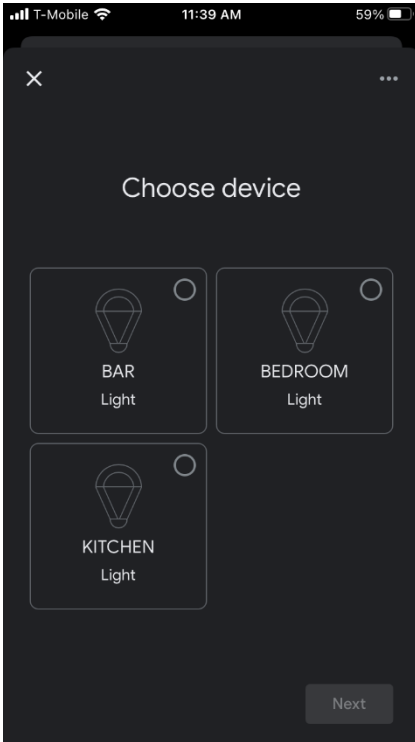 T-Mobile 11:39 AM 59%
Choose device
BAR
Light
BEDROOM
Light
KITCHEN
Light
Next